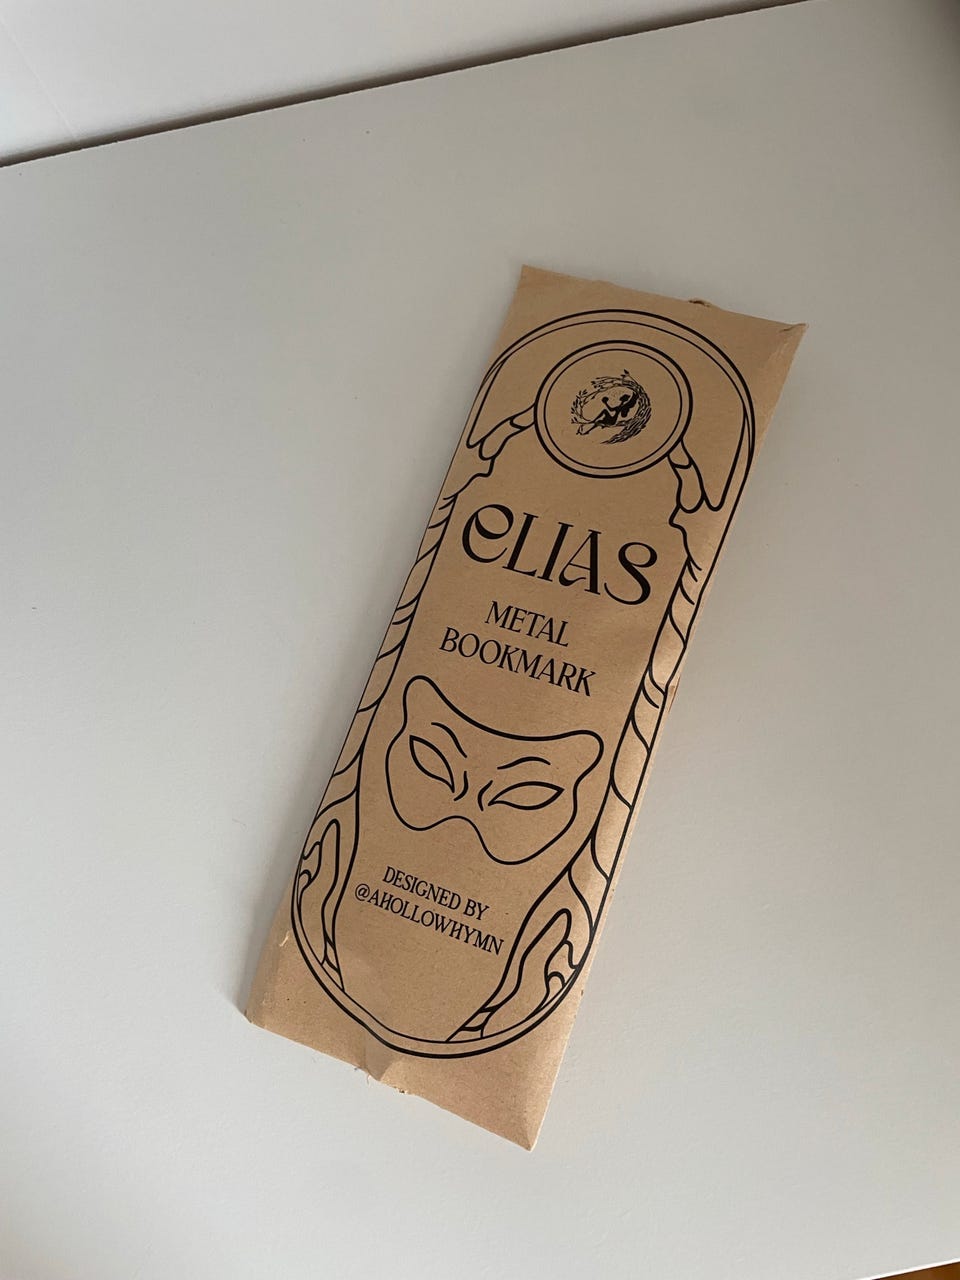 ELIAS
METAL
BOOKMARK
DESIGNED BY
@AHOLLOWHYMN